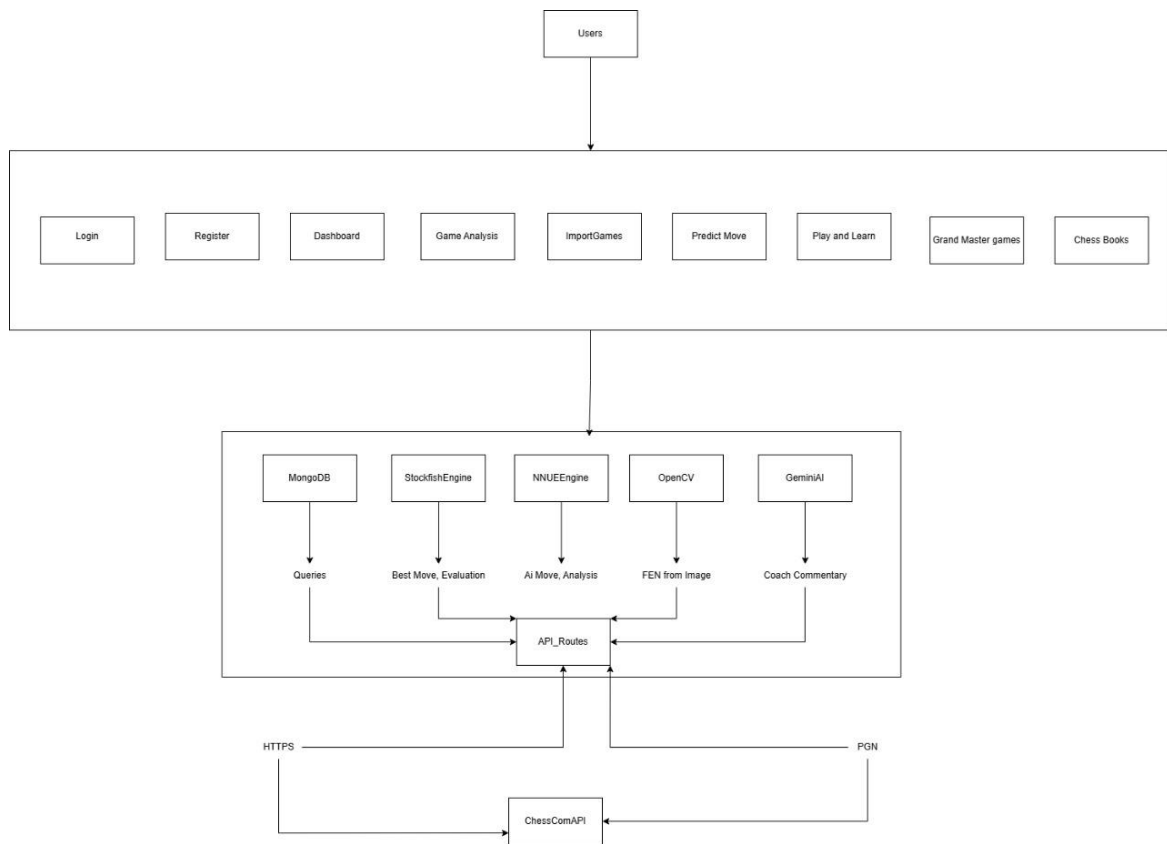 Users
Login
Register
Dashboard
Game Analysis
ImportGames
Predict Move
Play and Learn
Grand Master games
Chess Books
MongoDB
StockfishEngine
NNUEEngine
OpenCV
GeminiAI
Queries
Best Move, Evaluation
Ai Move, Analysis
FEN from Image
Coach Commentary
API_Routes
HTTPS
PGN
ChessComAPI